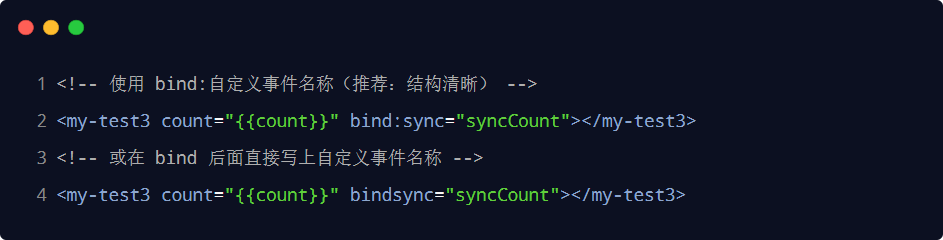 1 <!-- 使用 bind:自定义事件名称（推荐：结构清晰） -->
2 <my-test3 count="{{count}}" bind:sync="syncCount"></my-test3>
3 <!-- 或在 bind 后面直接写上自定义事件名称 -->
4 <my-test3 count="{{count}}" bindsync="syncCount"></my-test3>